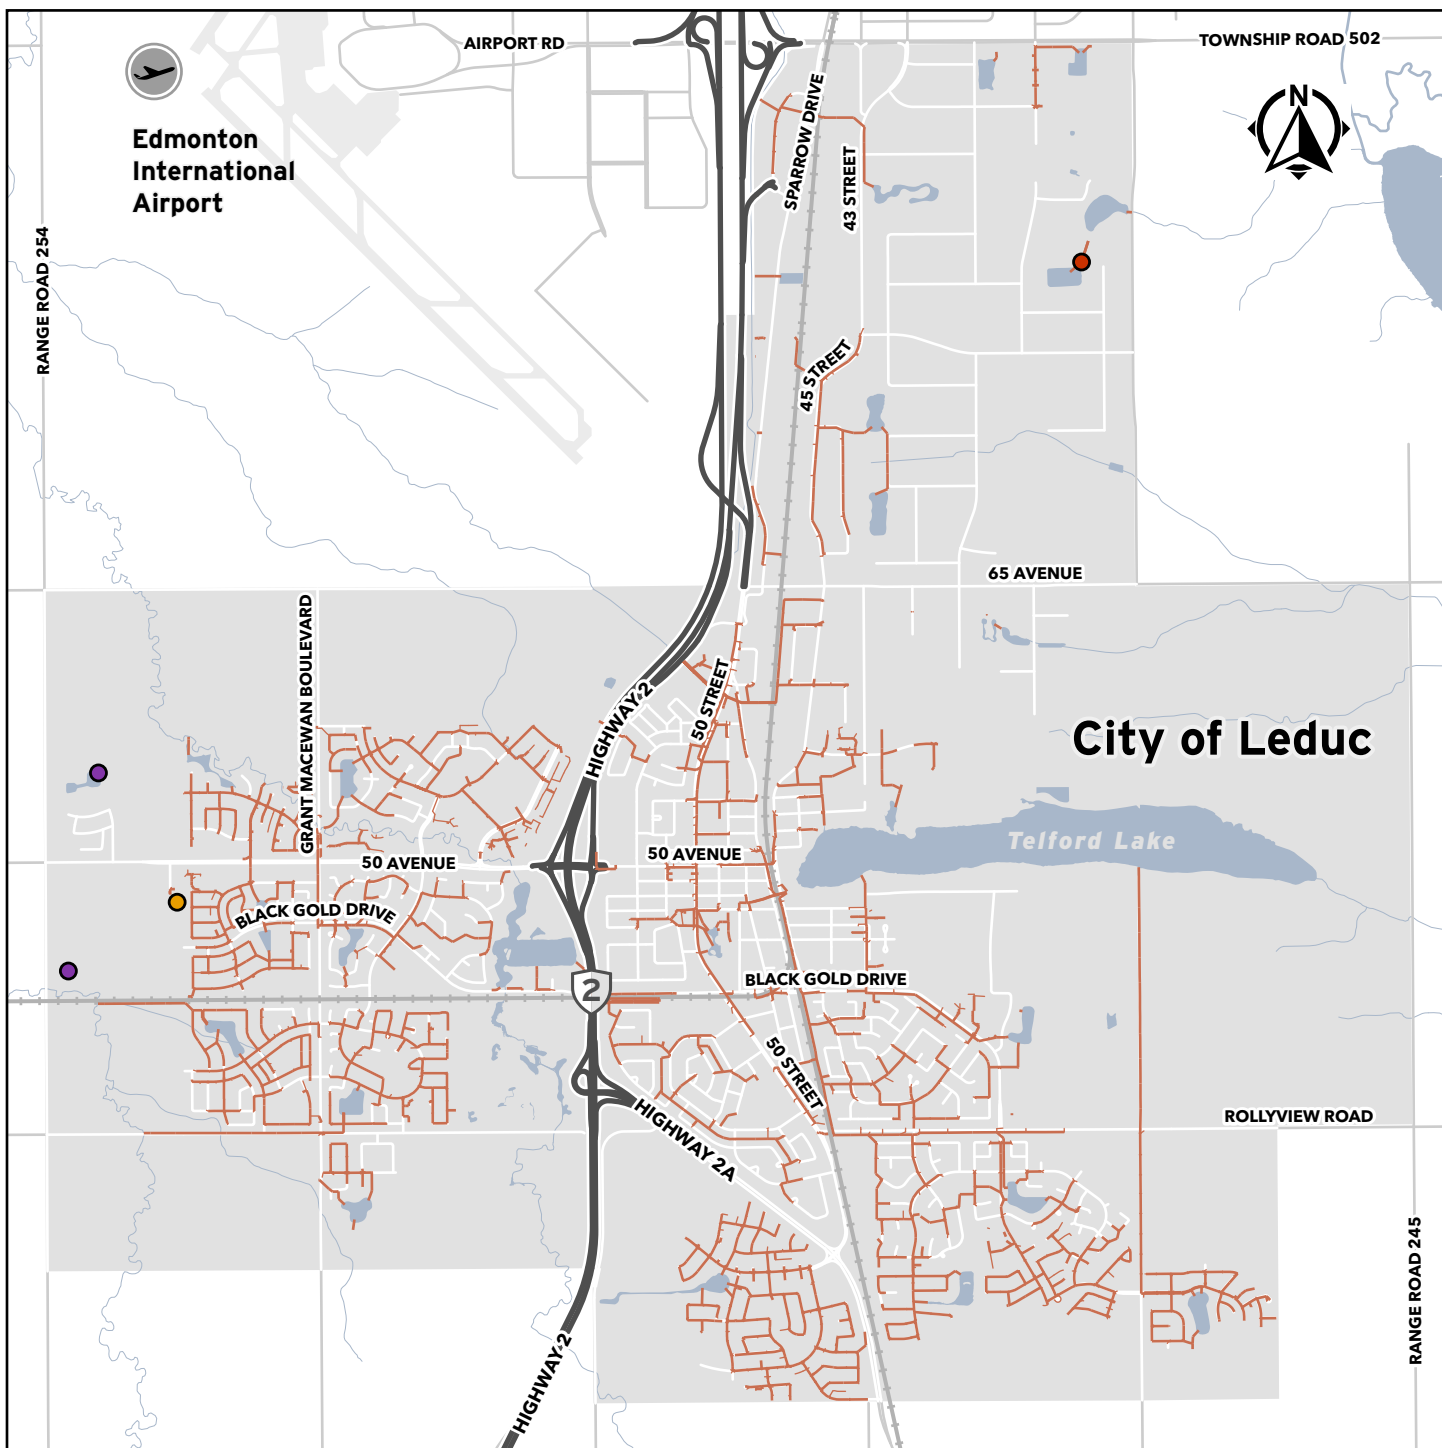 AIRPORT RD
TOWNSHIP ROAD 502
N
Edmonton
International
Airport
SPARROW DRIVE
43 STREET
RANGE ROAD 254
45 STREET
65 AVENUE
GRANT MACEWAN BOULEVARD
50 STREET
HIGHWAY 2
City of Leduc
Telford Lake
50 AVENUE
50 AVENUE
BLACK GOLD DRIVE
BLACK GOLD DRIVE
2
50 STREET
ROLLYVIEW ROAD
HIGHWAY 2A
RANGE ROAD 245
HIGHWAY 2